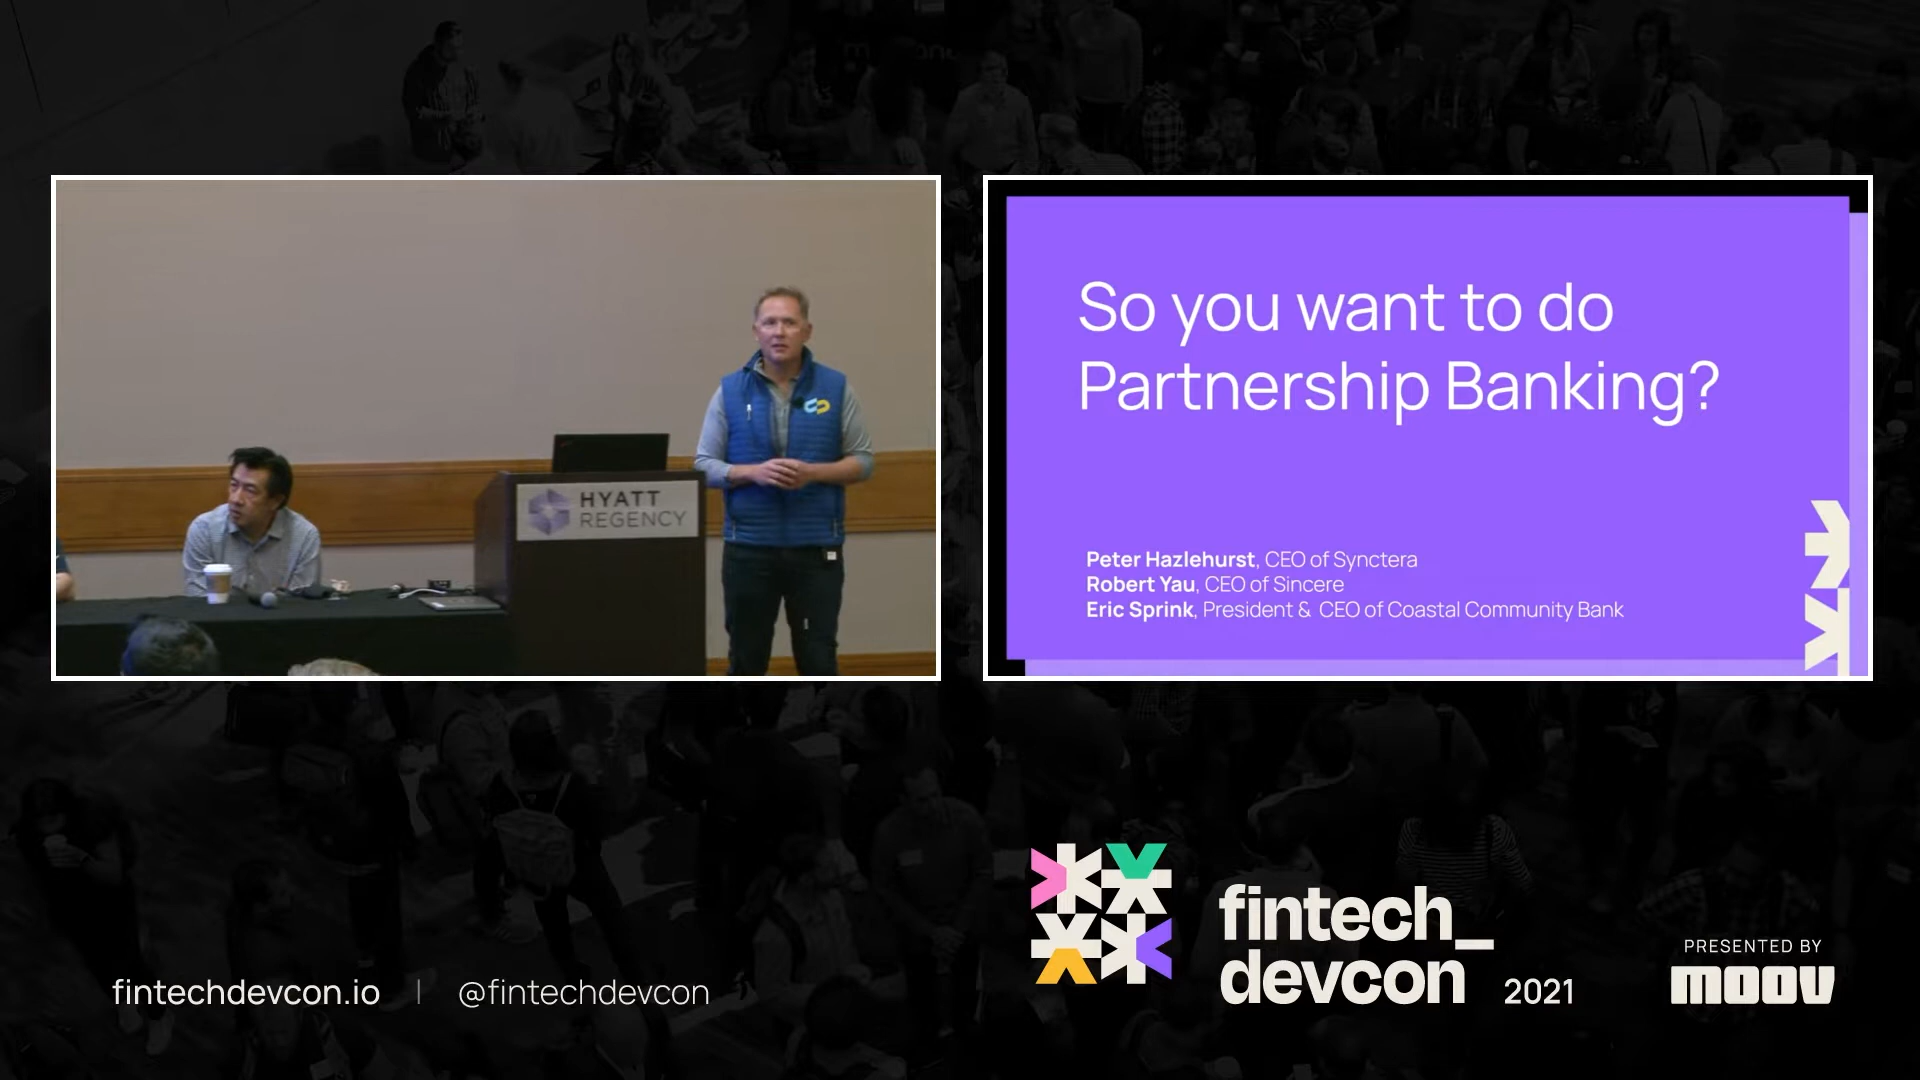 HYATT
REGENCY
So you want to do
Partnership Banking?
Peter Hazlehurst, CEO of Synctera
Robert Yau, CEO of Sincere
Eric Sprink, President & CEO of Coastal Community Bank
fintechdevcon.io | @fintechdevcon
fintech_
devcon 2021
PRESENTED BY
moov